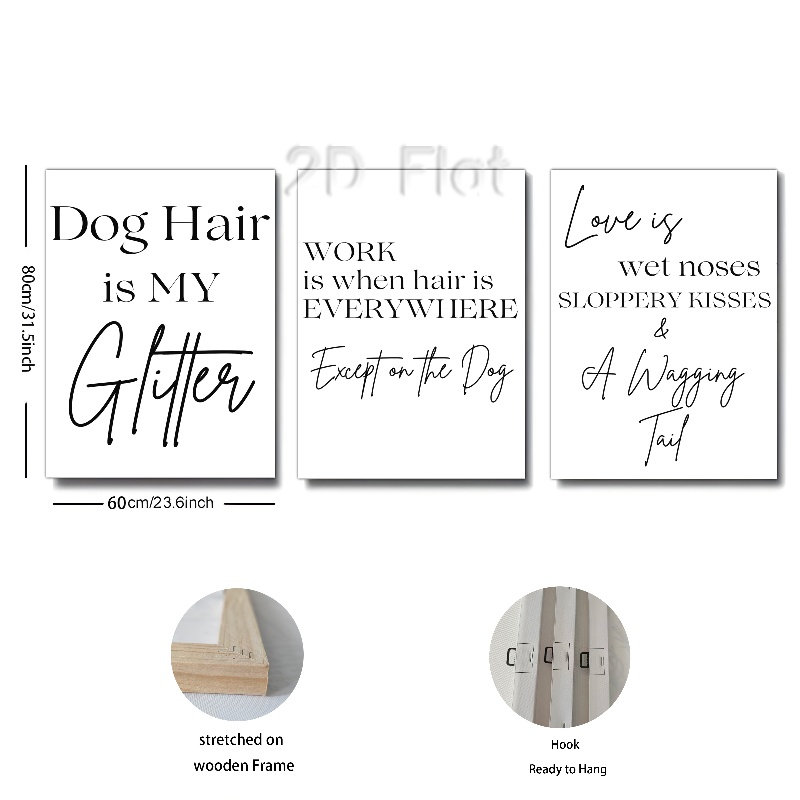 2D Flat
Dog Hair
is MY
Glitter
WORK
is when hair is
EVERYWHERE
Except on the Dog
Love is
wet noses
SLOPPERY KISSES
&
A Wagging
Tail
80cm/31.5inch
60cm/23.6inch
stretched on
wooden Frame
Hook
Ready to Hang